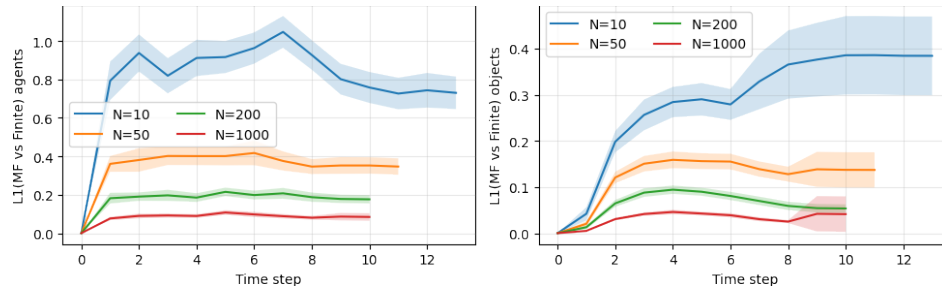 L1(MF vs Finite) agents
1.0
0.8
0.6
0.4
0.2
0.0
N=10
N=200
N=50
N=1000
0 2 4 6 8 10 12
Time step
L1(MF vs Finite) objects
0.4
0.3
0.2
0.1
0.0
N=10
N=200
N=50
N=1000
0 2 4 6 8 10 12
Time step